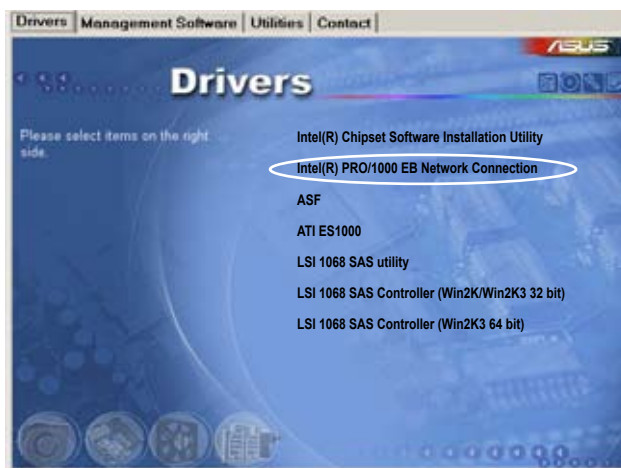 Drivers | Management Software | Utilities | Contact |
ASUS
Drivers
Please select items on the right
side.
Intel(R) Chipset Software Installation Utility
Intel(R) PRO/1000 EB Network Connection
ASF
ATI ES1000
LSI 1068 SAS utility
LSI 1068 SAS Controller (Win2K/Win2K3 32 bit)
LSI 1068 SAS Controller (Win2K3 64 bit)